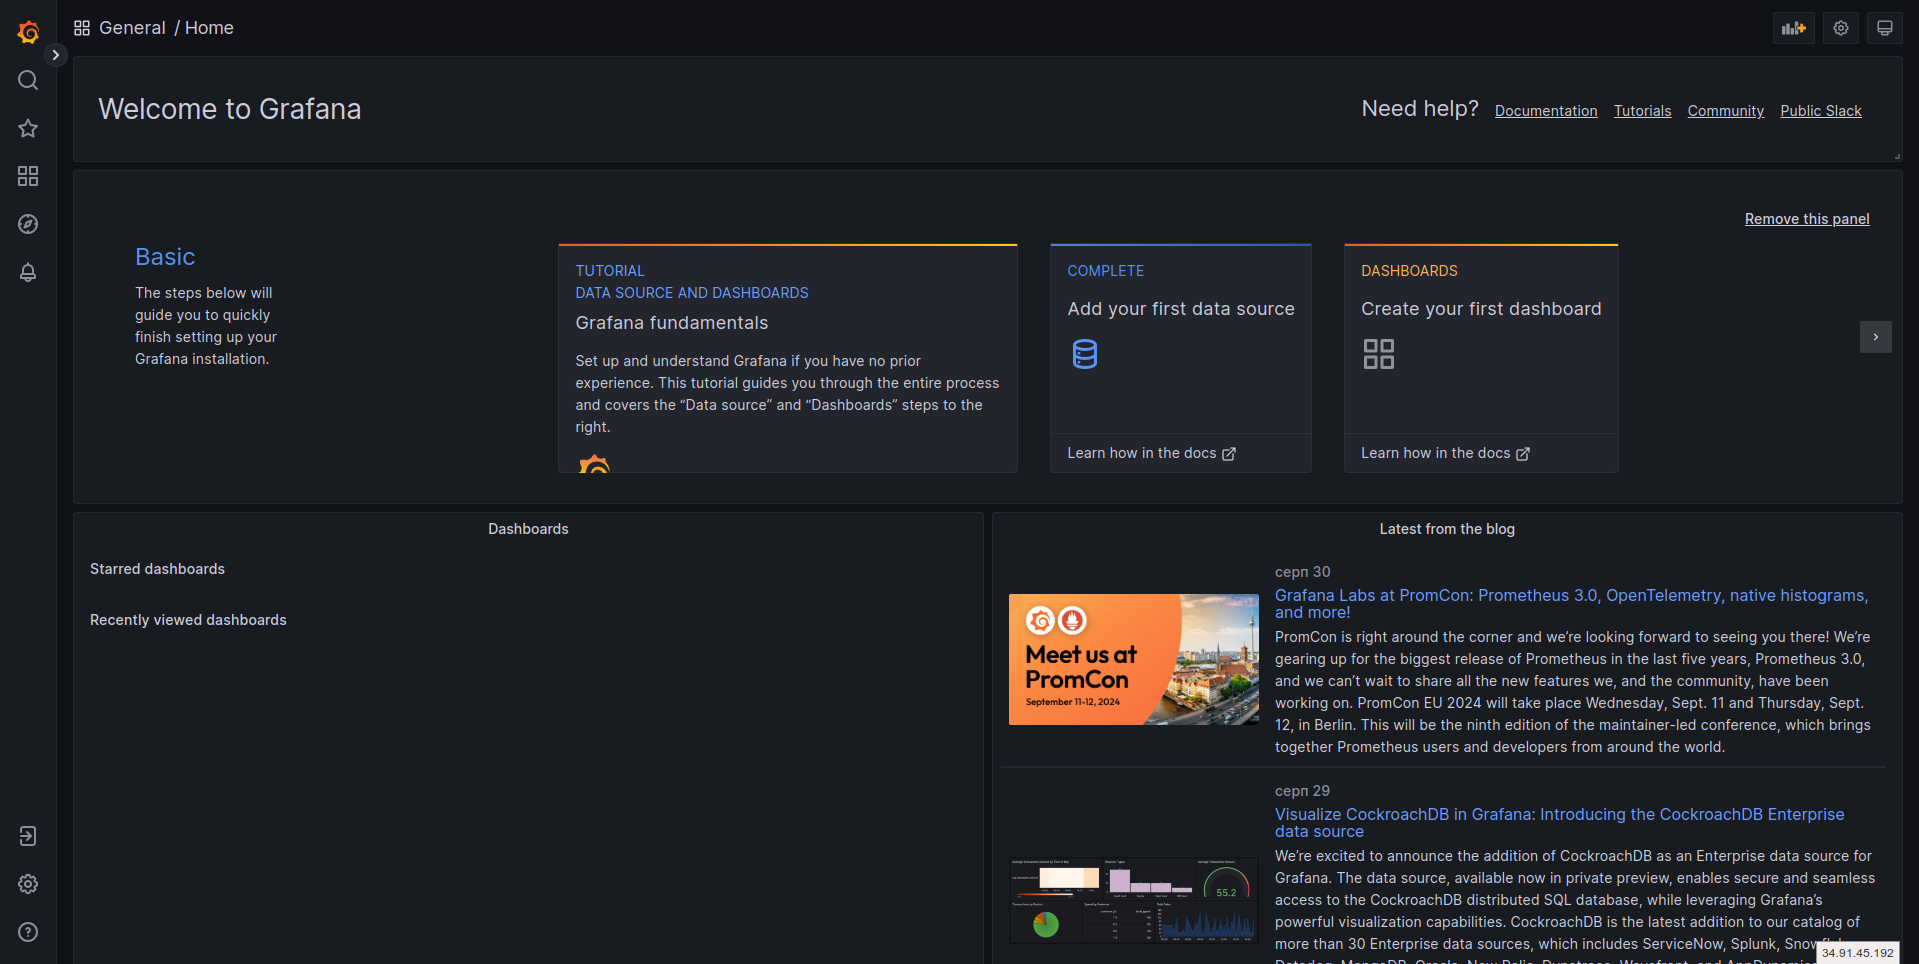 General / Home
Welcome to Grafana
Need help? Documentation Tutorials Community Public Slack
Remove this panel
Basic
The steps below will
guide you to quickly
finish setting up your
Grafana installation.
TUTORIAL
DATA SOURCE AND DASHBOARDS
Grafana fundamentals
Set up and understand Grafana if you have no prior
experience. This tutorial guides you through the entire process
and covers the “Data source” and “Dashboards” steps to the
right.
COMPLETE
Add your first data source
Learn how in the docs
DASHBOARDS
Create your first dashboard
Learn how in the docs
Dashboards
Starred dashboards
Recently viewed dashboards
Latest from the blog
серп 30
Grafana Labs at PromCon: Prometheus 3.0, OpenTelemetry, native histograms,
and more!
PromCon is right around the corner and we’re looking forward to seeing you there! We’re
gearing up for the biggest release of Prometheus in the last five years, Prometheus 3.0,
and we can’t wait to share all the new features we, and the community, have been
working on. PromCon EU 2024 will take place Wednesday, Sept. 11 and Thursday, Sept.
12, in Berlin. This will be the ninth edition of the maintainer-led conference, which brings
together Prometheus users and developers from around the world.
Meet us at
PromCon
September 11-12, 2024
серп 29
Visualize CockroachDB in Grafana: Introducing the CockroachDB Enterprise
data source
We’re excited to announce the addition of CockroachDB as an Enterprise data source for
Grafana. The data source, available now in private preview, enables secure and seamless
access to the CockroachDB distributed SQL database, while leveraging Grafana’s
powerful visualization capabilities. CockroachDB is the latest addition to our catalog of
more than 30 Enterprise data sources, which includes ServiceNow, Splunk,
55.2
34.91.45.192